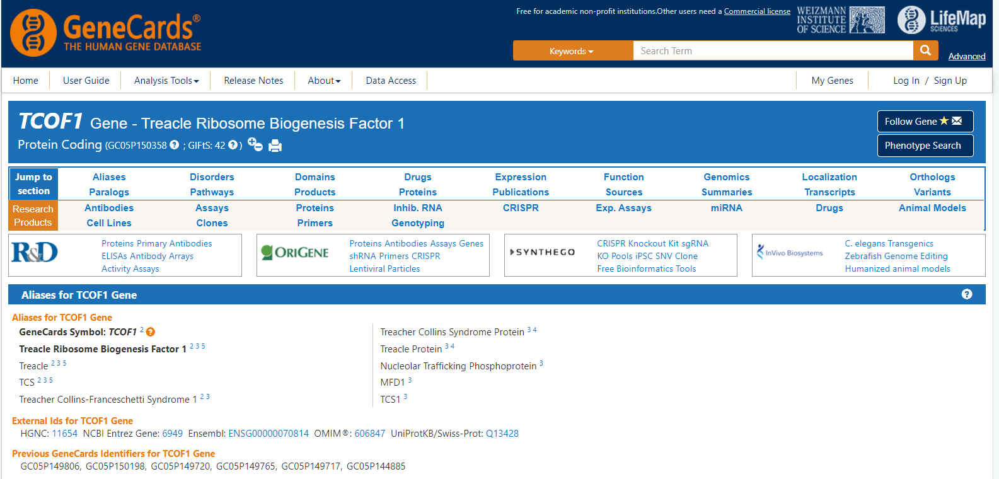 Free for academic non-profit institutions.Other users need a Commercial license
WEIZMANN
INSTITUTE
OF SCIENCE
LifeMap
SCIENCES
GeneCards®
THE HUMAN GENE DATABASE
Keywords
Search Term
Advanced
Home User Guide Analysis Tools Release Notes About Data Access My Genes Log In / Sign Up
TCOF1 Gene - Treacle Ribosome Biogenesis Factor 1
Protein Coding (GC05P150358 ? ; GIFtS: 42 ? )
Follow Gene
Phenotype Search
Jump to section
Aliases Disorders Domains Drugs Expression Function Genomics Localization Orthologs
Paralogs Pathways Products Proteins Publications Sources Summaries Transcripts Variants
Research Products
Antibodies Assays Proteins Inhib. RNA CRISPR Exp. Assays miRNA Drugs Animal Models
Cell Lines Clones Primers Genotyping
R&D
Proteins Primary Antibodies
ELISAs Antibody Arrays
Activity Assays
ORIGENE
Proteins Antibodies Assays Genes
shRNA Primers CRISPR
Lentiviral Particles
SYNTHEGO
CRISPR Knockout Kit sgRNA
KO Pools iPSC SNV Clone
Free Bioinformatics Tools
InVivo Biosystems
C. elegans Transgenics
Zebrafish Genome Editing
Humanized animal models
Aliases for TCOF1 Gene ?
Aliases for TCOF1 Gene
GeneCards Symbol: TCOF1 2 ?
Treacle Ribosome Biogenesis Factor 1 2 3 5
Treacle 2 3 5
TCS 2 3 5
Treacher Collins-Franceschetti Syndrome 1 2 3
Treacher Collins Syndrome Protein 3 4
Treacle Protein 3 4
Nucleolar Trafficking Phosphoprotein 3
MFD1 3
TCS1 3
External Ids for TCOF1 Gene
HGNC: 11654 NCBI Entrez Gene: 6949 Ensembl: ENSG00000070814 OMIM®: 606847 UniProtKB/Swiss-Prot: Q13428
Previous GeneCards Identifiers for TCOF1 Gene
GC05P149806, GC05P150198, GC05P149720, GC05P149765, GC05P149717, GC05P144885